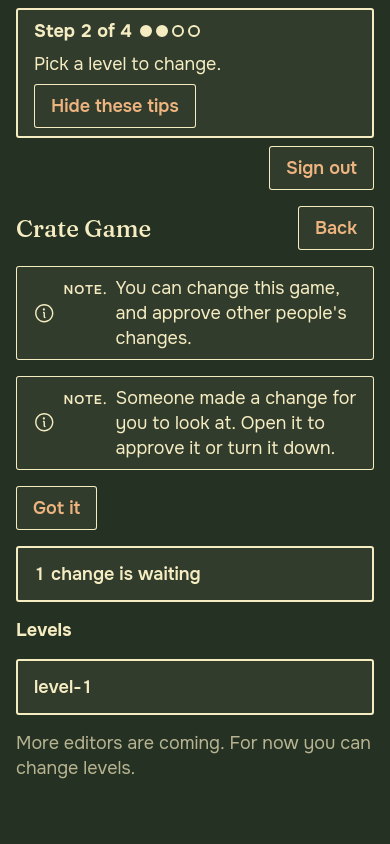 Step 2 of 4
Pick a level to change.
Hide these tips
Sign out
Crate Game
Back
NOTE. You can change this game,
and approve other people's
changes.
NOTE. Someone made a change for
you to look at. Open it to
approve it or turn it down.
Got it
1 change is waiting
Levels
level-1
More editors are coming. For now you can
change levels.